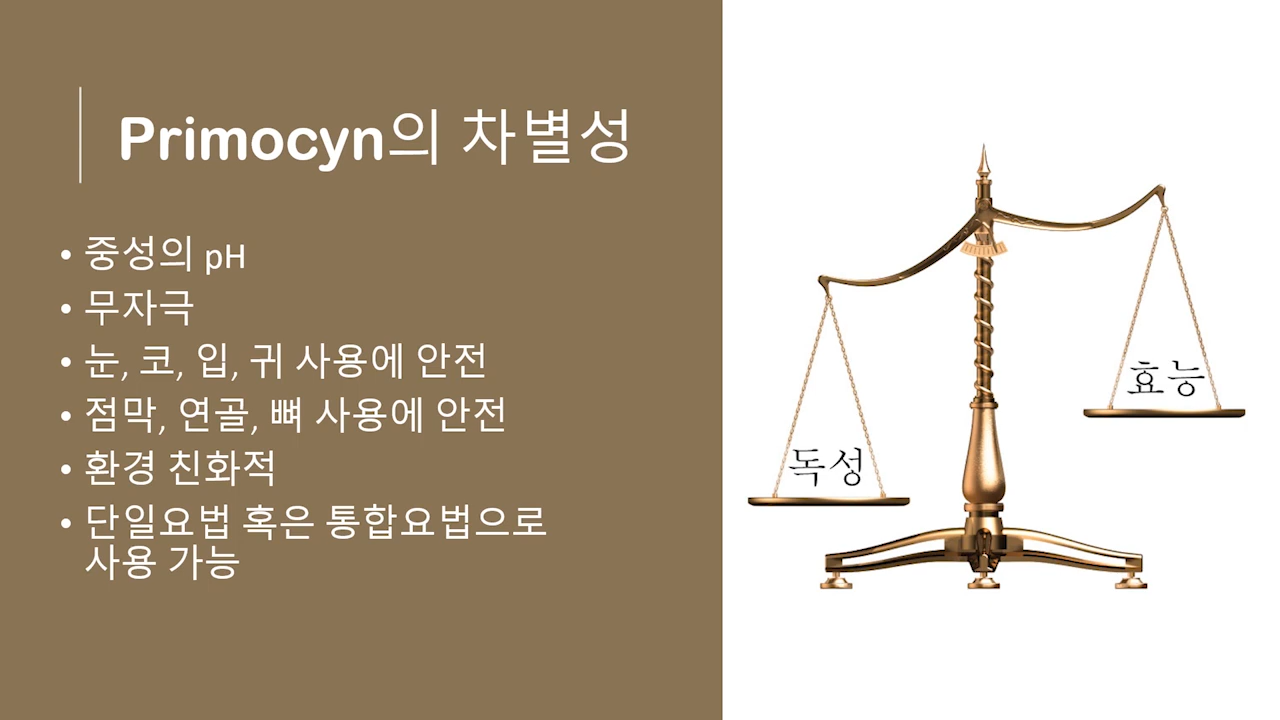 Primocyn의 차별성
• 중성의 pH
• 무자극
• 눈, 코, 입, 귀 사용에 안전
• 점막, 연골, 뼈 사용에 안전
• 환경 친화적
• 단일요법 혹은 통합요법으로
사용 가능
효능
독성